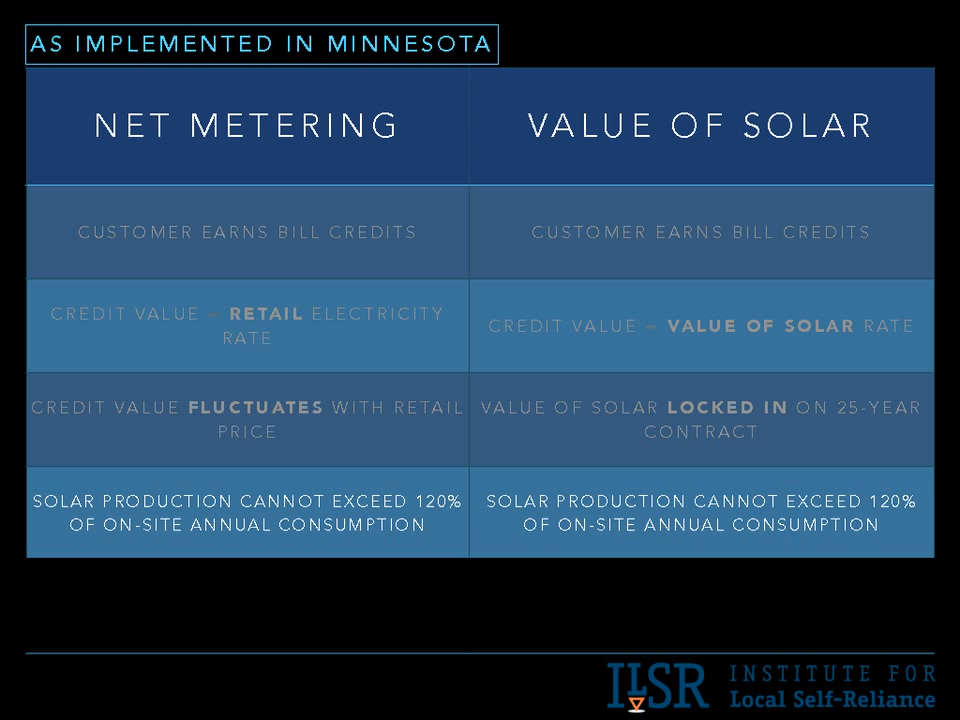 AS IMPLEMENTED IN MINNESOTA
NET METERING
VALUE OF SOLAR
CUSTOMER EARNS BILL CREDITS
CUSTOMER EARNS BILL CREDITS
CREDIT VALUE = RETAIL ELECTRICITY
RATE
CREDIT VALUE = VALUE OF SOLAR RATE
CREDIT VALUE FLUCTUATES WITH RETAIL
PRICE
VALUE OF SOLAR LOCKED IN ON 25-YEAR
CONTRACT
SOLAR PRODUCTION CANNOT EXCEED 120%
OF ON-SITE ANNUAL CONSUMPTION
SOLAR PRODUCTION CANNOT EXCEED 120%
OF ON-SITE ANNUAL CONSUMPTION
ILSR
INSTITUTE FOR
Local Self-Reliance